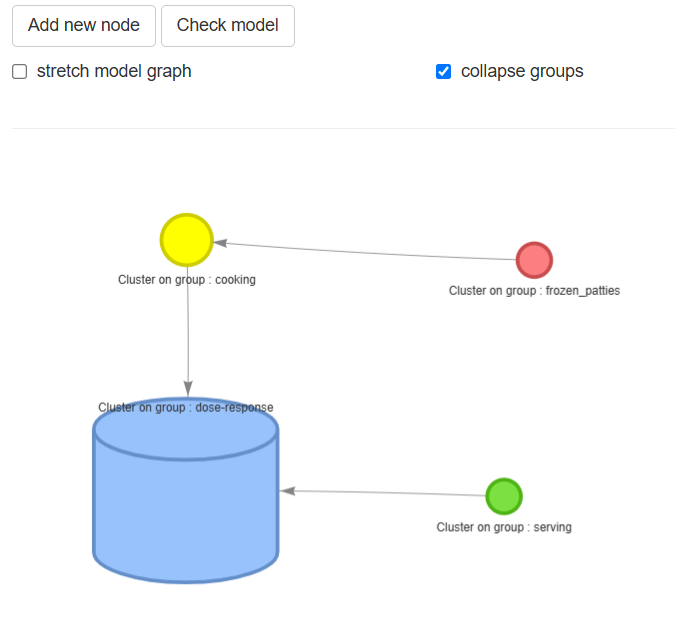 Add new node Check model
stretch model graph collapse groups
Cluster on group : cooking
Cluster on group : frozen_patties
Cluster on group : dose-response
Cluster on group : serving